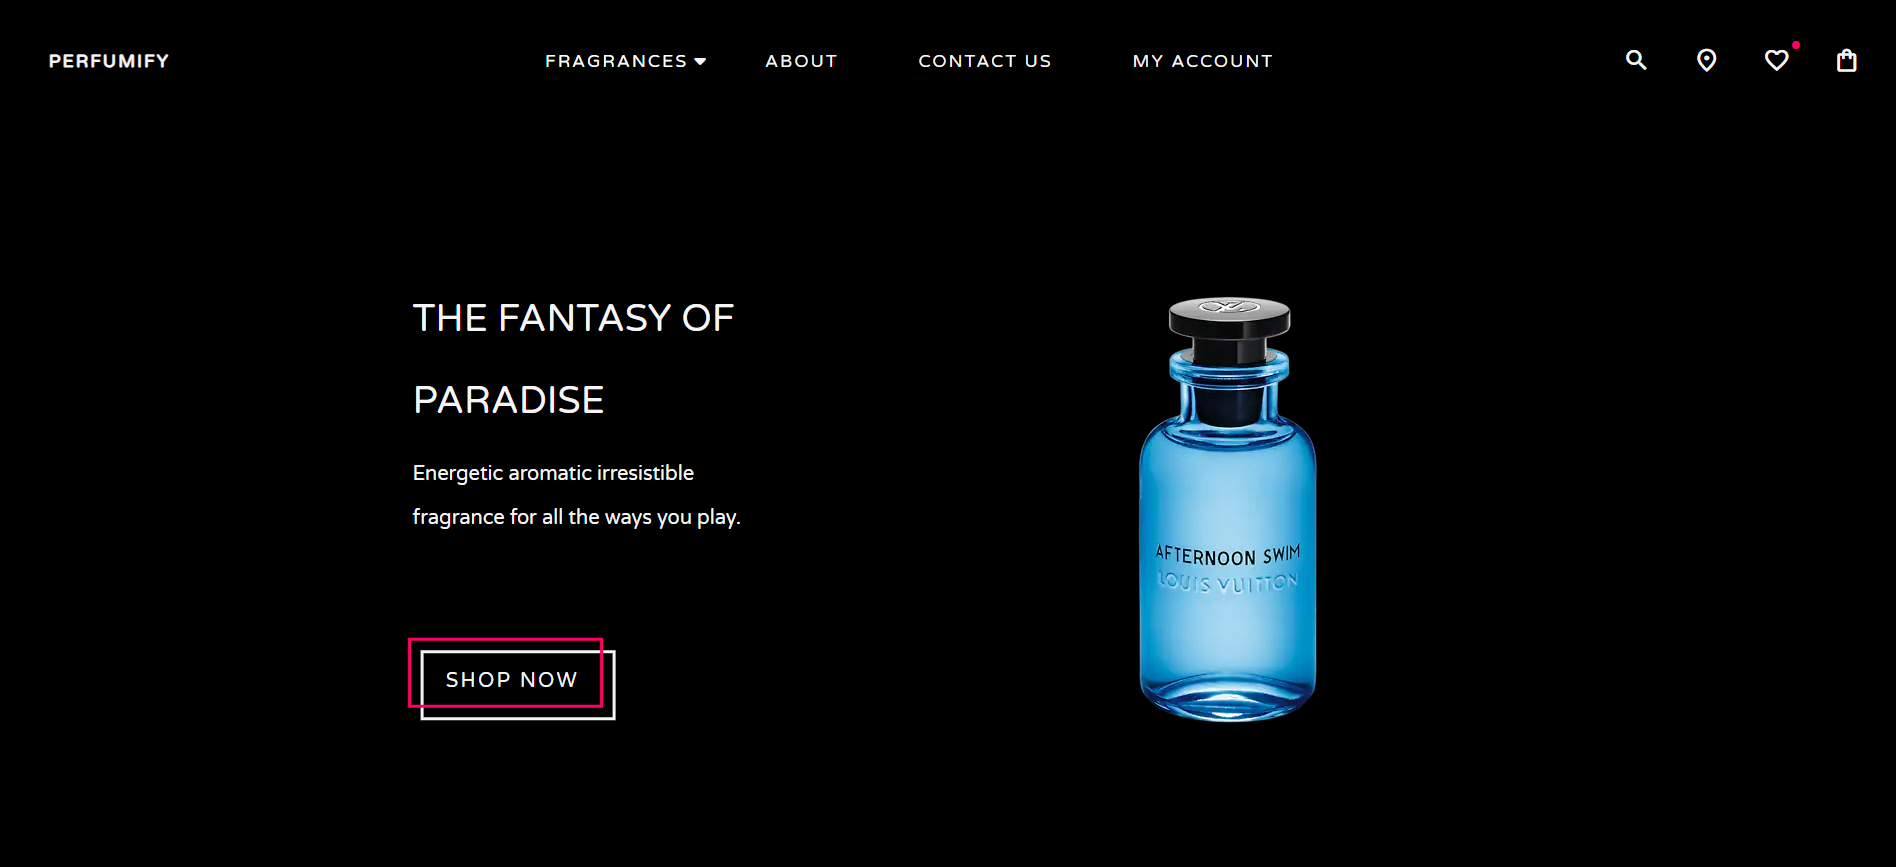 PERFUMIFY
FRAGRANCES
ABOUT
CONTACT US
MY ACCOUNT
THE FANTASY OF
PARADISE
Energetic aromatic irresistible
fragrance for all the ways you play.
SHOP NOW
LV
AFTERNOON SWIM
LOUIS VUITTON